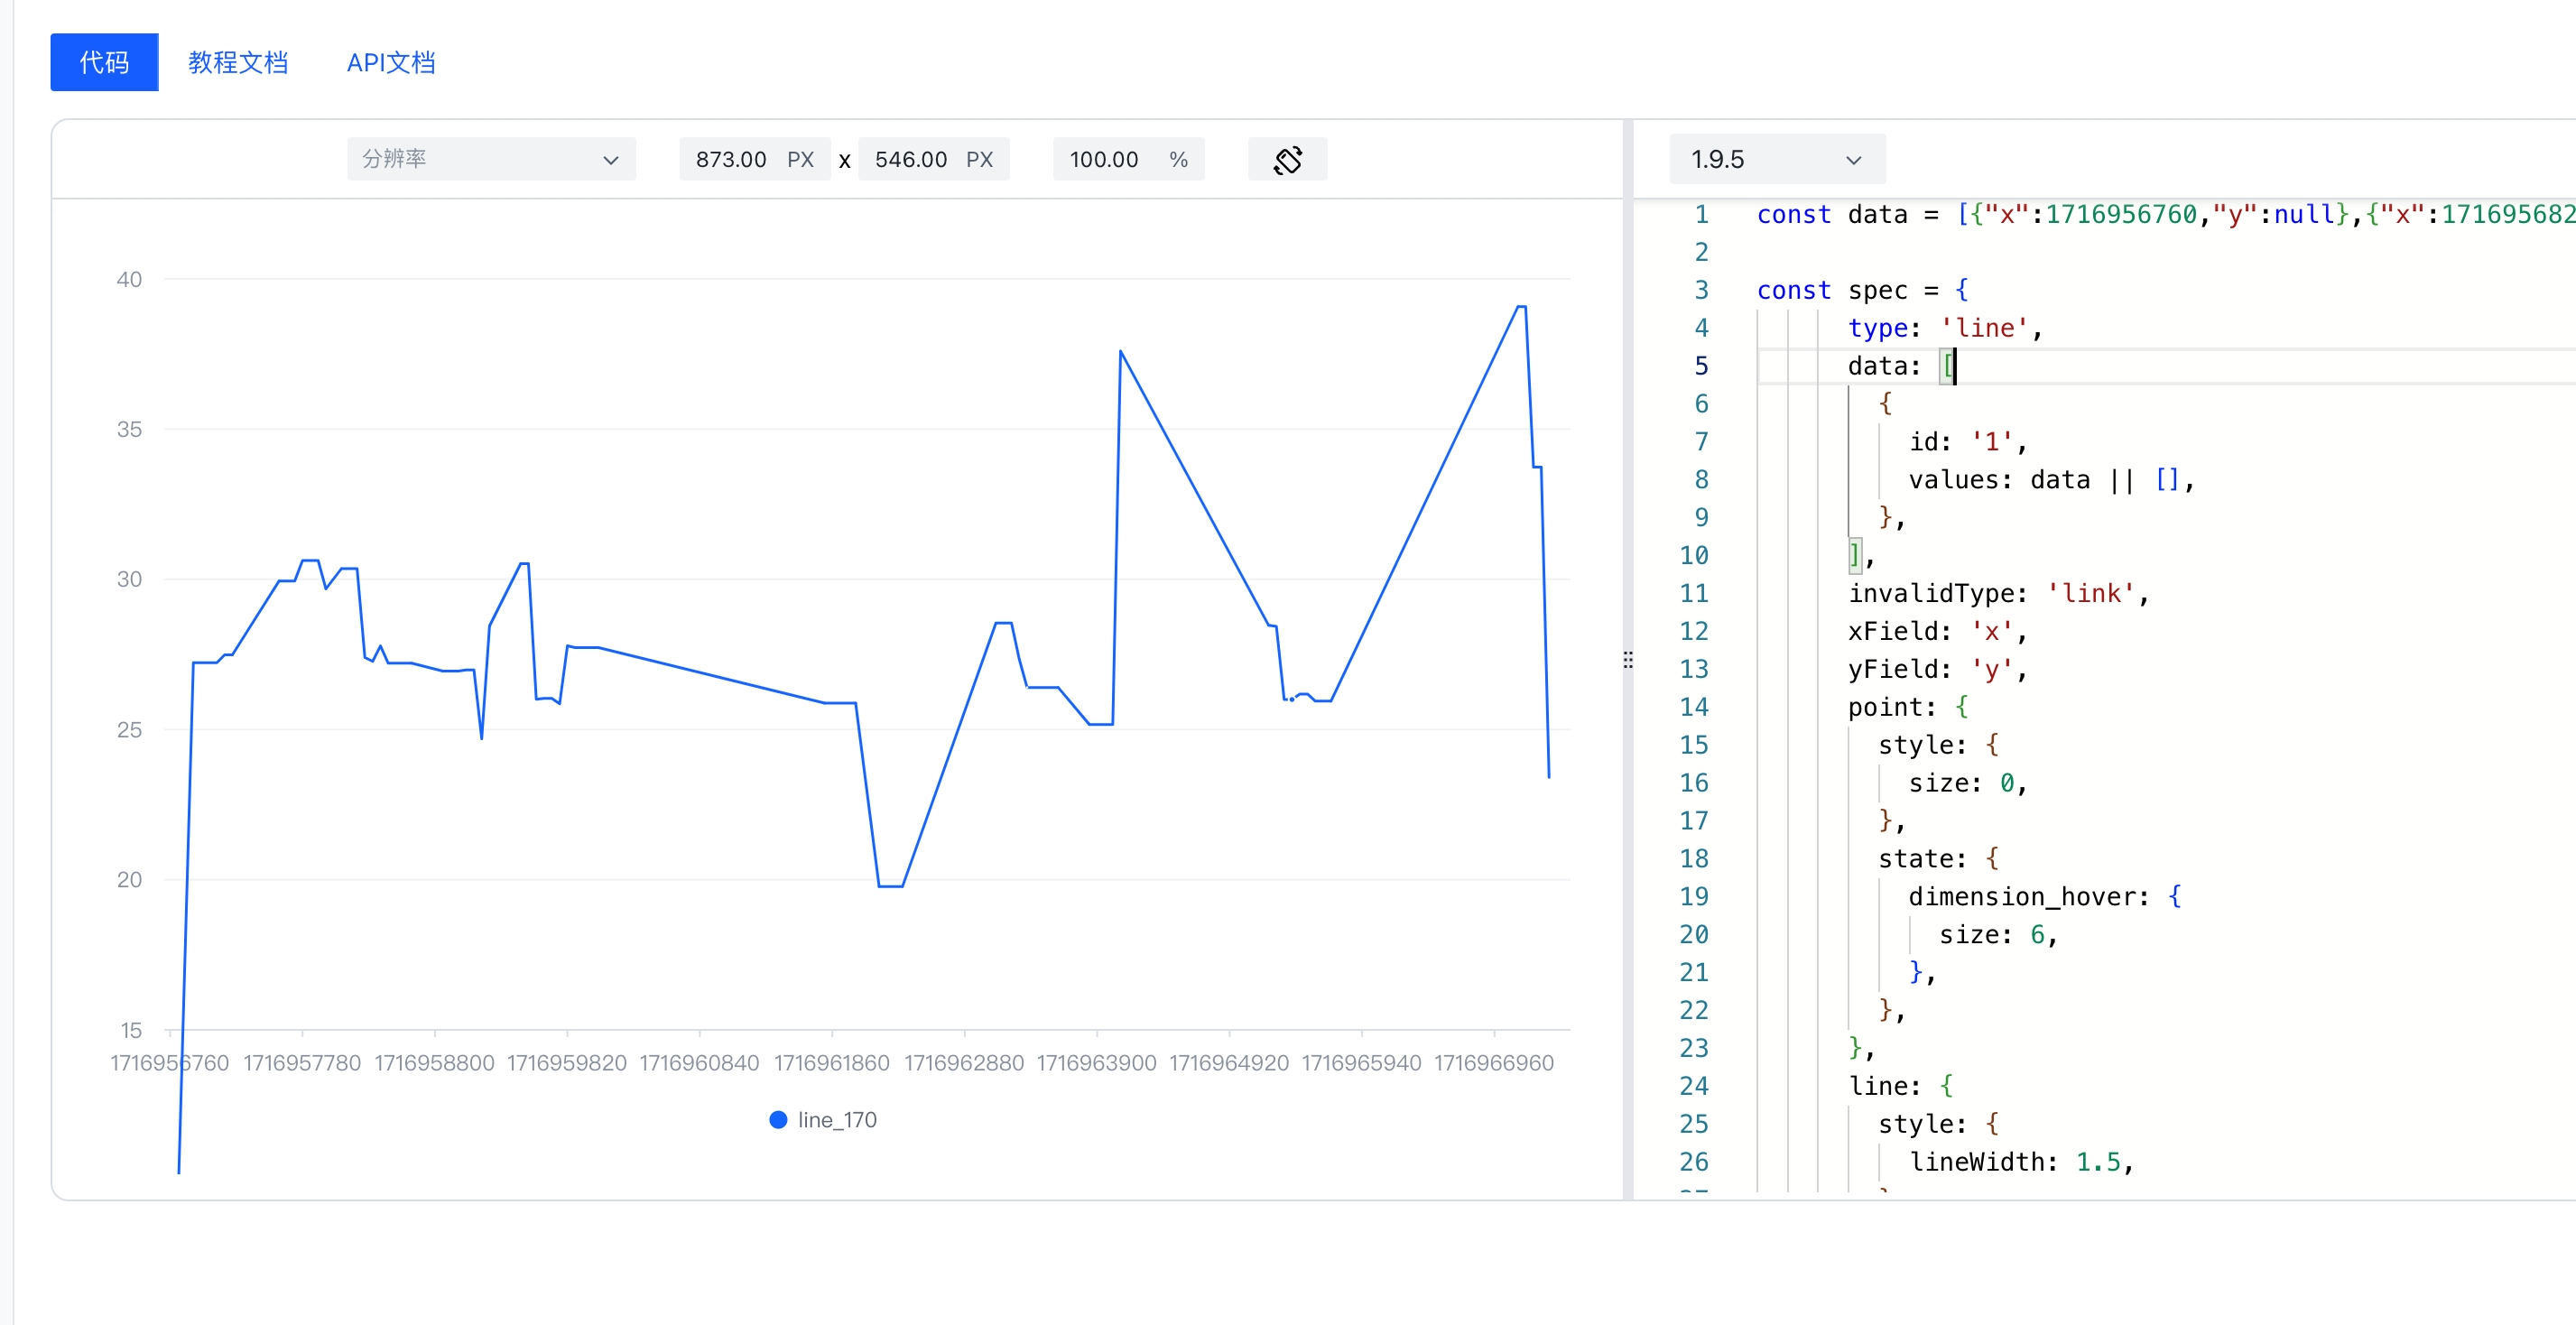 代码 教程文档 API文档
分辨率 873.00 PX x 546.00 PX 100.00 %
40
35
30
25
20
15
1716956760 1716957780 1716958800 1716959820 1716960840 1716961860 1716962880 1716963900 1716964920 1716965940 1716966960
line_170
1.9.5
1 const data = [{"x":1716956760,"y":null},{"x":171695682
2
3 const spec = {
4 type: 'line',
5 data: [
6 {
7 id: '1',
8 values: data || [],
9 },
10 ],
11 invalidType: 'link',
12 xField: 'x',
13 yField: 'y',
14 point: {
15 style: {
16 size: 0,
17 },
18 state: {
19 dimension_hover: {
20 size: 6,
21 },
22 },
23 },
24 line: {
25 style: {
26 lineWidth: 1.5,